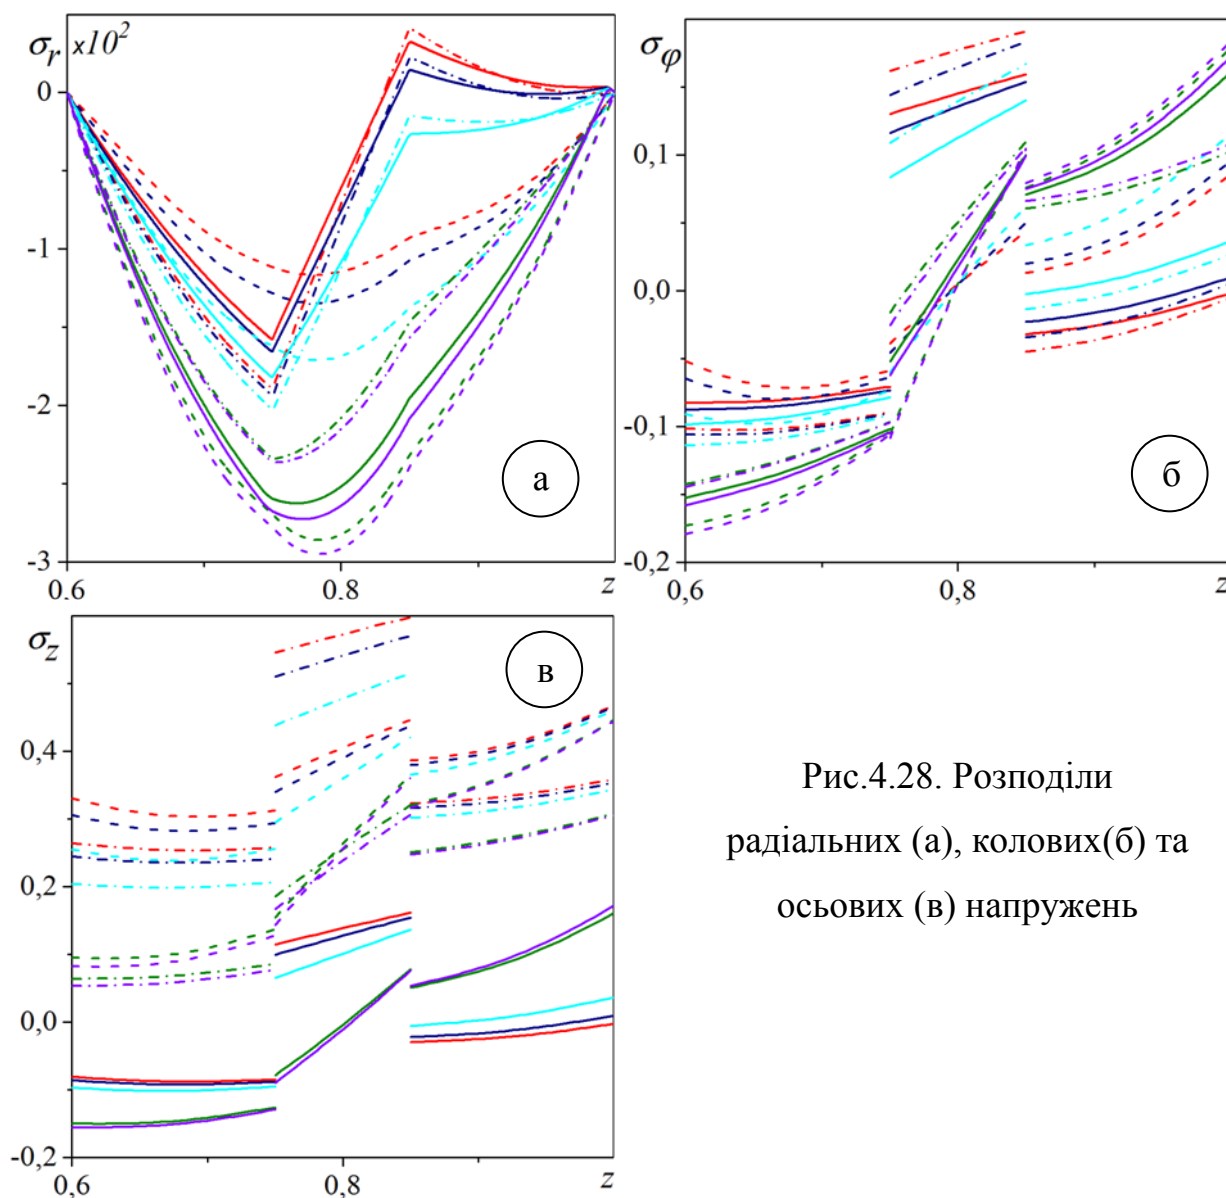 σr ×10²
0
-1
-2
-3
0,6
0,8
z
а
σφ
0,1
0,0
-0,1
-0,2
0,6
0,8
z
б
σz
0,4
0,2
0,0
-0,2
0,6
0,8
z
в
Рис.4.28. Розподіли
радіальних (а), колових(б) та
осьових (в) напружень